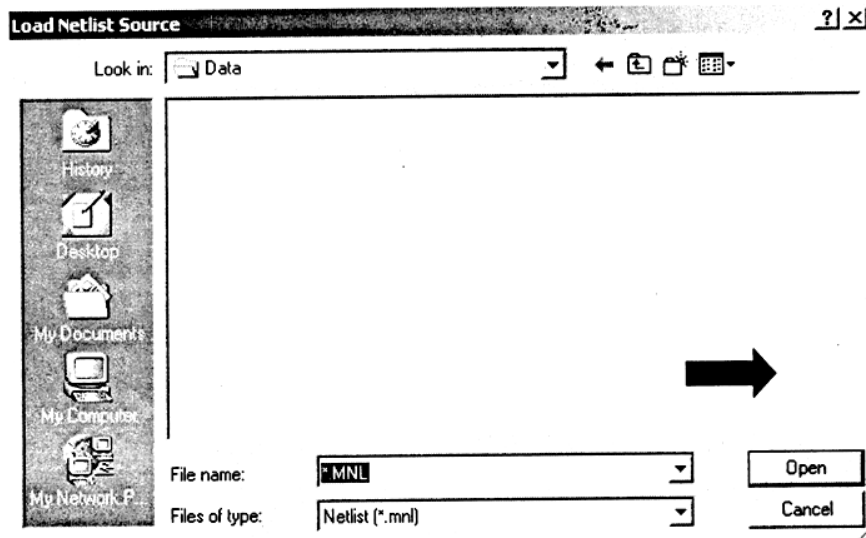 Load Netlist Source
Look in: Data
History
Desktop
My Documents
My Computer
My Network P...
File name: *.MNL
Open
Files of type: Netlist (*.mnl)
Cancel